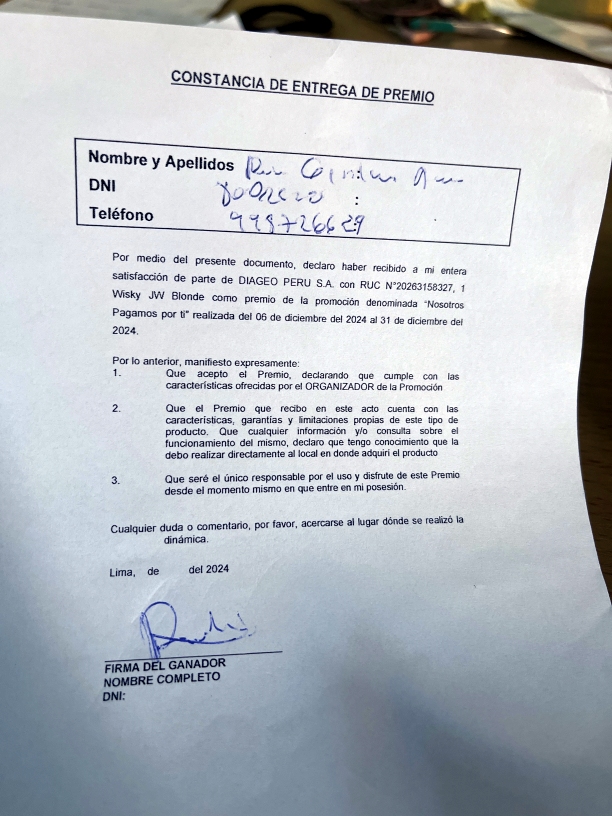 CONSTANCIA DE ENTREGA DE PREMIO
Nombre y Apellidos
DNI :
Teléfono 998726629
Por medio del presente documento, declaro haber recibido a mi entera
satisfacción de parte de DIAGEO PERU S.A. con RUC N°20263158327, 1
Wisky JW Blonde como premio de la promoción denominada "Nosotros
Pagamos por ti" realizada del 06 de diciembre del 2024 al 31 de diciembre del
2024.
Por lo anterior, manifiesto expresamente:
1. Que acepto el Premio, declarando que cumple con las
características ofrecidas por el ORGANIZADOR de la Promoción
2. Que el Premio que recibo en este acto cuenta con las
características, garantías y limitaciones propias de este tipo de
producto. Que cualquier información y/o consulta sobre el
funcionamiento del mismo, declaro que tengo conocimiento que la
debo realizar directamente al local en donde adquirí el producto
3. Que seré el único responsable por el uso y disfrute de este Premio
desde el momento mismo en que entre en mi posesión.
Cualquier duda o comentario, por favor, acercarse al lugar dónde se realizó la
dinámica.
Lima, de del 2024
FIRMA DEL GANADOR
NOMBRE COMPLETO
DNI: